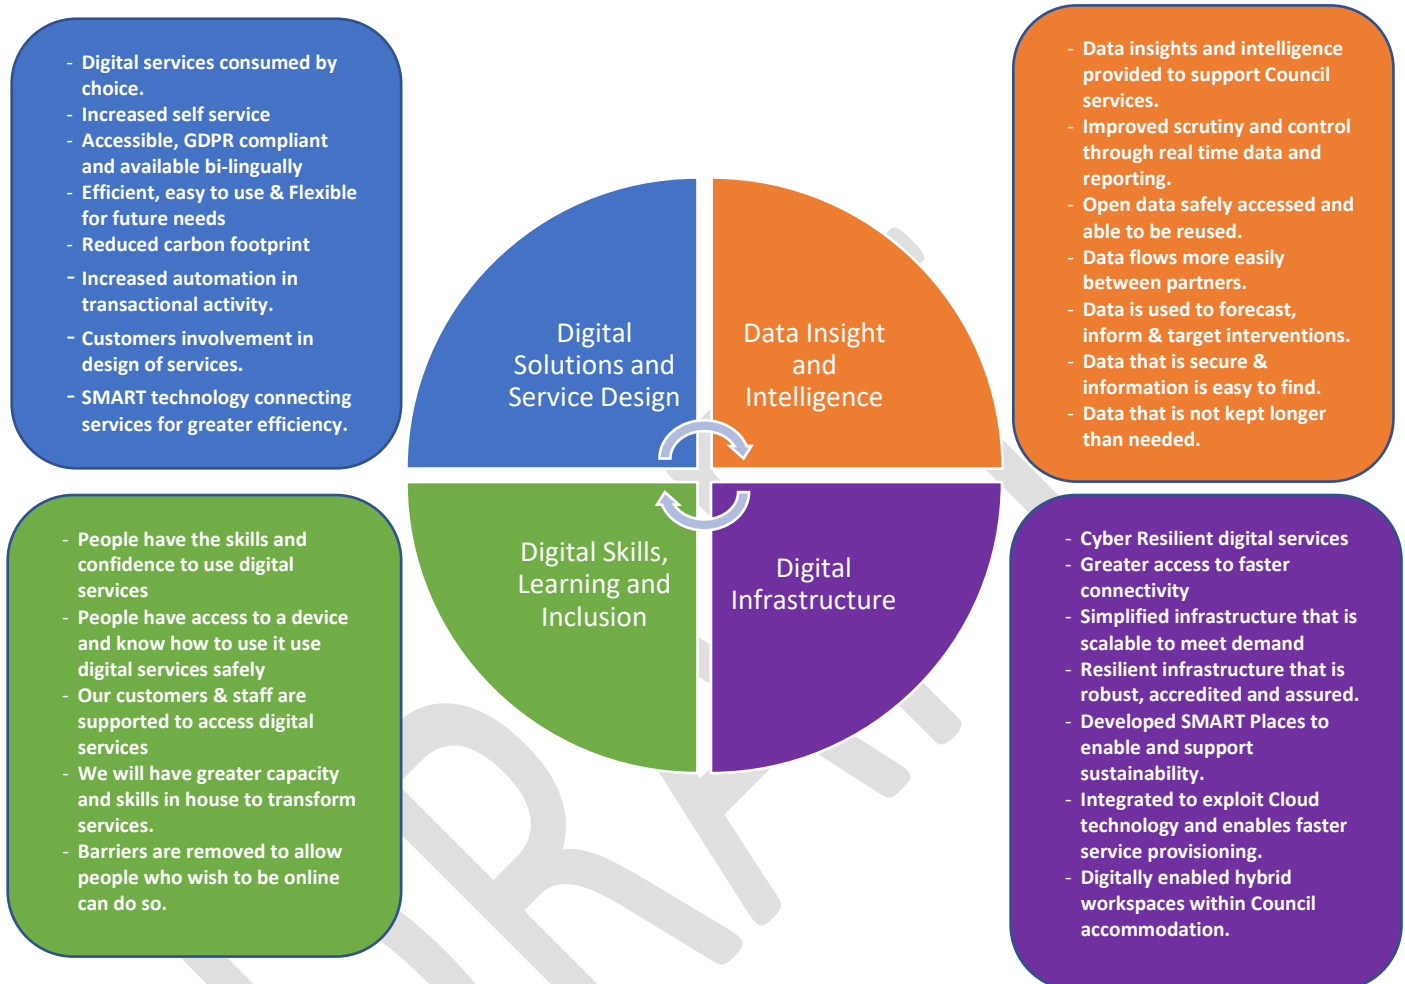 - Digital services consumed by
choice.
- Increased self service
- Accessible, GDPR compliant
and available bi-lingually
- Efficient, easy to use & Flexible
for future needs
- Reduced carbon footprint
- Increased automation in
transactional activity.
- Customers involvement in
design of services.
- SMART technology connecting
services for greater efficiency.
- Data insights and intelligence
provided to support Council
services.
- Improved scrutiny and control
through real time data and
reporting.
- Open data safely accessed and
able to be reused.
- Data flows more easily
between partners.
- Data is used to forecast,
inform & target interventions.
- Data that is secure &
information is easy to find.
- Data that is not kept longer
than needed.
Digital
Solutions and
Service Design
Data Insight
and
Intelligence
Digital Skills,
Learning and
Inclusion
Digital
Infrastructure
- People have the skills and
confidence to use digital
services
- People have access to a device
and know how to use it use
digital services safely
- Our customers & staff are
supported to access digital
services
- We will have greater capacity
and skills in house to transform
services.
- Barriers are removed to allow
people who wish to be online
can do so.
- Cyber Resilient digital services
- Greater access to faster
connectivity
- Simplified infrastructure that is
scalable to meet demand
- Resilient infrastructure that is
robust, accredited and assured.
- Developed SMART Places to
enable and support
sustainability.
- Integrated to exploit Cloud
technology and enables faster
service provisioning.
- Digitally enabled hybrid
workspaces within Council
accommodation.
DRAFT